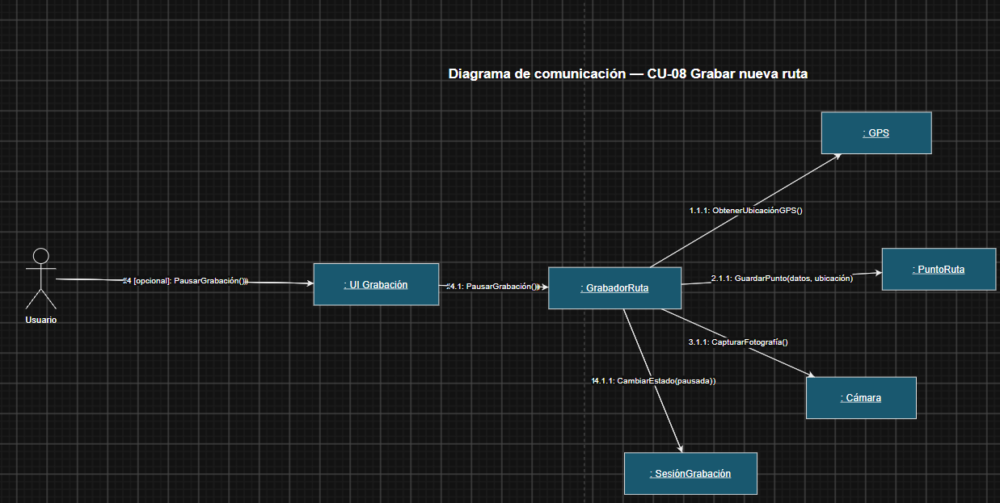 Diagrama de comunicación — CU-08 Grabar nueva ruta
: GPS
1.1.1: ObtenerUbicaciónGPS()
: PuntoRuta
2.1.1: GuardarPunto(datos, ubicación)
4 [opcional]: PausarGrabación()
: UI Grabación
4.1: PausarGrabación()
: GrabadorRuta
Usuario
3.1.1: CapturarFotografía()
4.1.1: CambiarEstado(pausada)
: Cámara
: SesiónGrabación